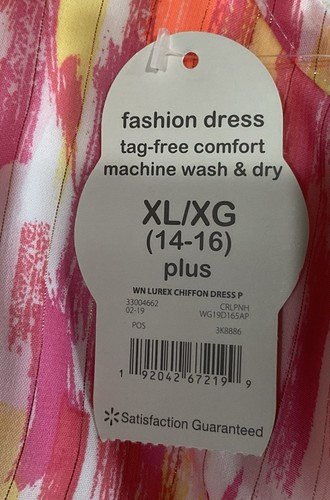 fashion dress
tag-free comfort
machine wash & dry
XL/XG
(14-16)
plus
WN LUREX CHIFFON DRESS P
33004662 CRLPNH
02-19 WG19D16SAP
POS 3K8886
1 92042 67219 9
Satisfaction Guaranteed